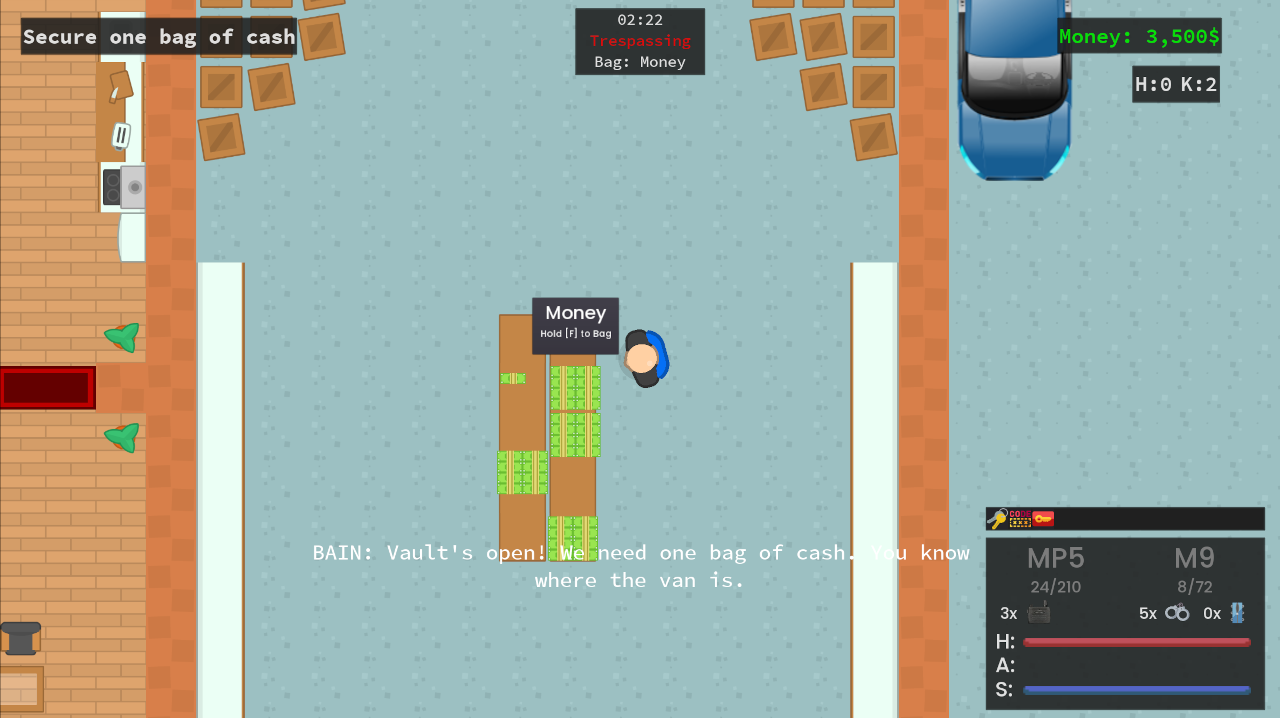 Secure one bag of cash
02:22
Trespassing
Bag: Money
Money: 3,500$
H:0 K:2
Money
Hold [F] to Bag
BAIN: Vault's open! We need one bag of cash. You know
where the van is.
CODE
MP5 M9
24/210 8/72
3x 5x 0x
H:
A:
S: